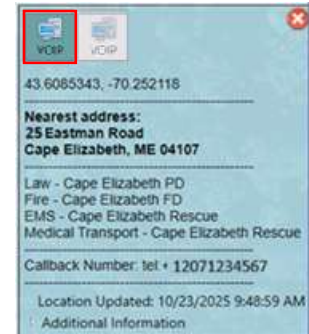 VOIP VOIP
43.6085343, -70.252118
Nearest address:
25 Eastman Road
Cape Elizabeth, ME 04107
Law - Cape Elizabeth PD
Fire - Cape Elizabeth FD
EMS - Cape Elizabeth Rescue
Medical Transport - Cape Elizabeth Rescue
Callback Number: tel + 12071234567
Location Updated: 10/23/2025 9:48:59 AM
Additional Information